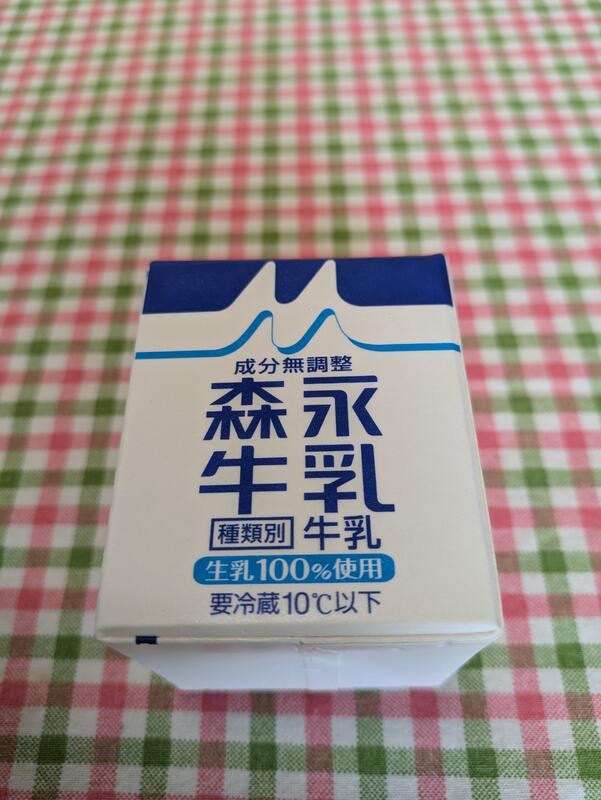 成分無調整
森永
牛乳
種類別 牛乳
生乳100%使用
要冷蔵10℃以下